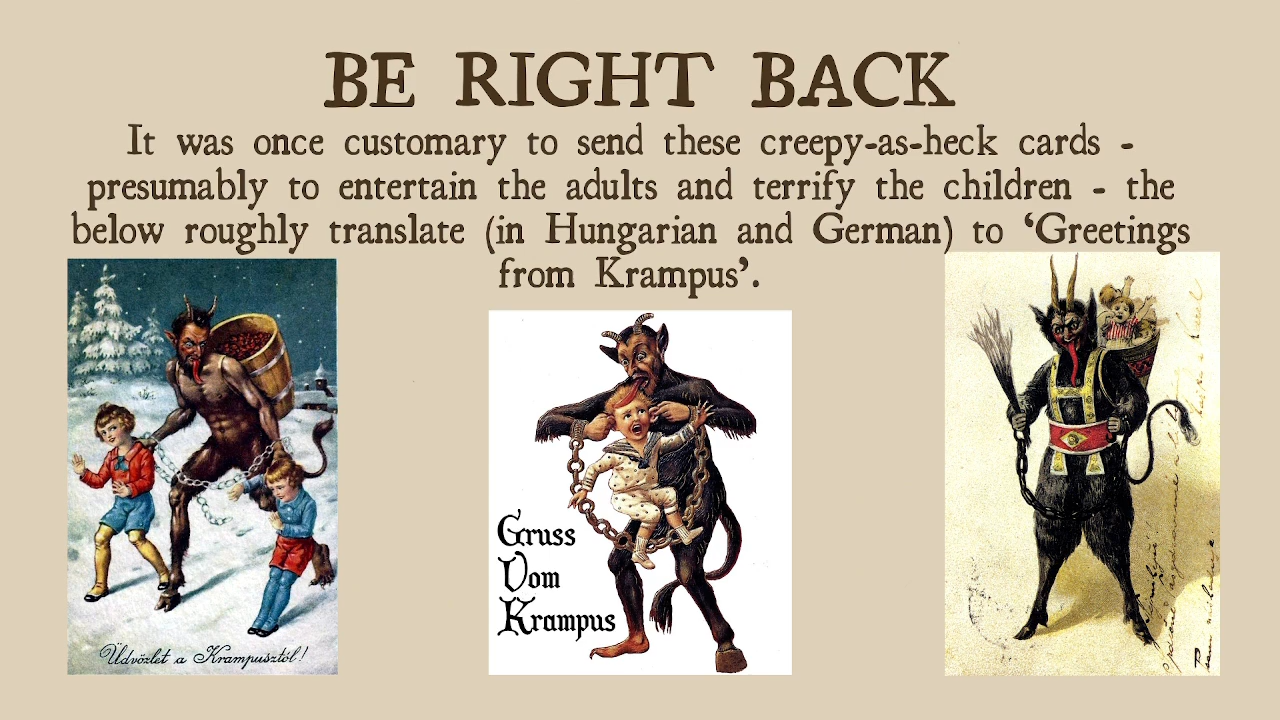 BE RIGHT BACK
It was once customary to send these creepy-as-heck cards -
presumably to entertain the adults and terrify the children - the
below roughly translate (in Hungarian and German) to ‘Greetings
from Krampus’.
Gruss
Vom
Krampus
Üdvözlet a Krampusztól!